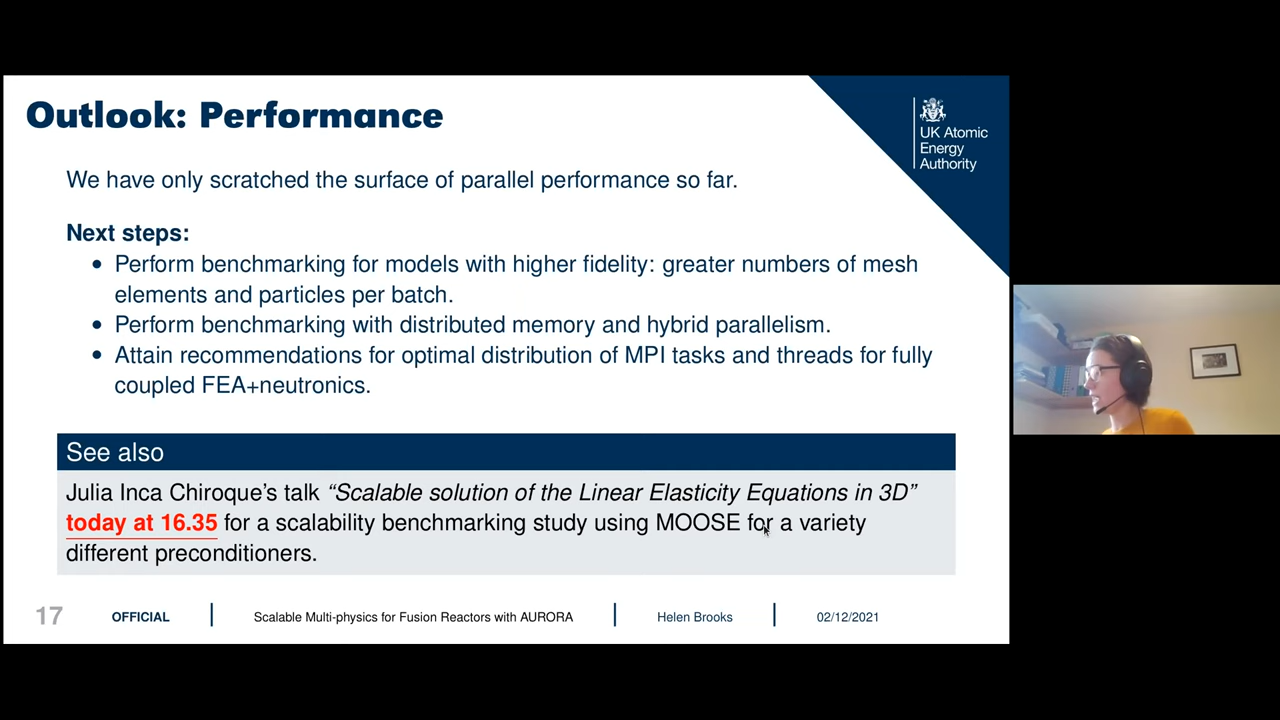 Outlook: Performance
UK Atomic
Energy
Authority
We have only scratched the surface of parallel performance so far.
Next steps:
• Perform benchmarking for models with higher fidelity: greater numbers of mesh
elements and particles per batch.
• Perform benchmarking with distributed memory and hybrid parallelism.
• Attain recommendations for optimal distribution of MPI tasks and threads for fully
coupled FEA+neutronics.
See also
Julia Inca Chiroque's talk “Scalable solution of the Linear Elasticity Equations in 3D”
today at 16.35 for a scalability benchmarking study using MOOSE for a variety
different preconditioners.
17 OFFICIAL Scalable Multi-physics for Fusion Reactors with AURORA Helen Brooks 02/12/2021